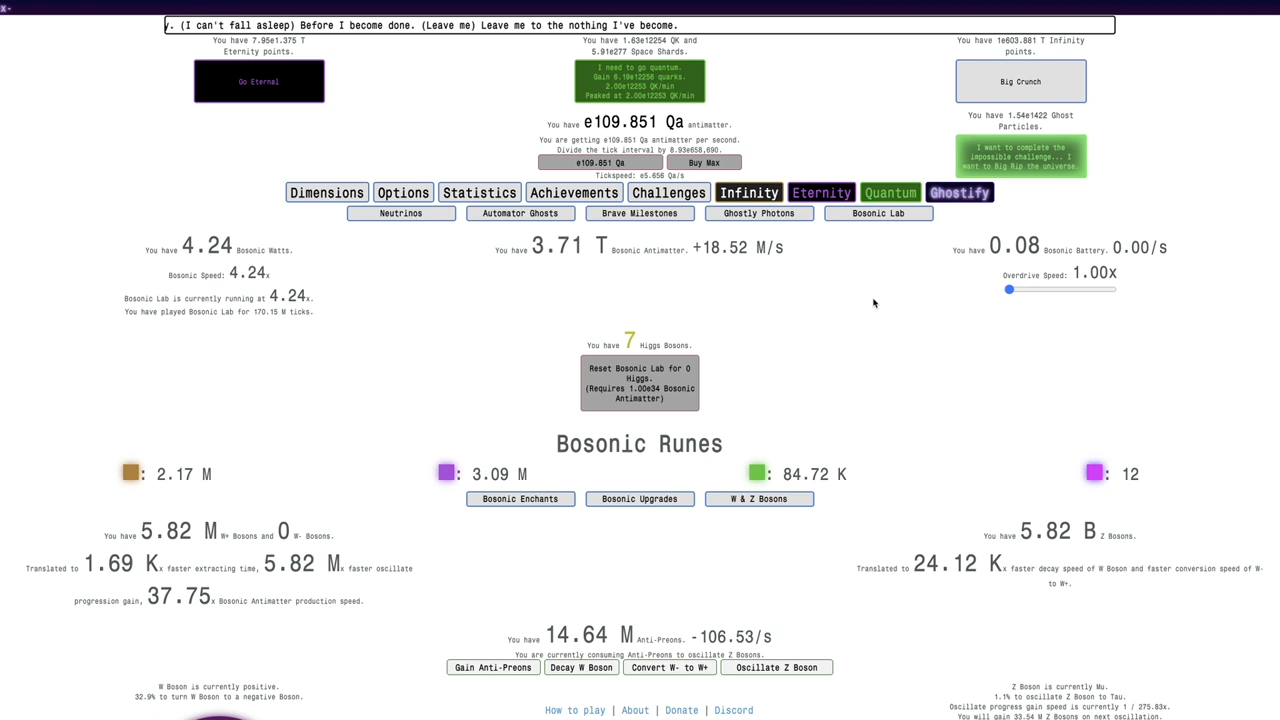 X-
y. (I can't fall asleep) Before I become done. (Leave me) Leave me to the nothing I've become.
You have 7.95e1.375 T
Eternity points.
Go Eternal
You have 1.63e12254 QK and
5.91e277 Space Shards.
I need to go quantum.
Gain 6.19e12256 quarks.
2.00e12253 QK/min
Peaked at 2.00e12253 QK/min
You have 1e603.881 T Infinity
points.
Big Crunch
You have e109.851 Qa antimatter.
You are getting e109.851 Qa antimatter per second.
Divide the tick interval by 8.93e658,690.
e109.851 Qa
Buy Max
Tickspeed: e5.656 Qa/s
You have 1.54e1422 Ghost
Particles.
I want to complete the
impossible challenge... I
want to Big Rip the universe.
Dimensions
Options
Statistics
Achievements
Challenges
Infinity
Eternity
Quantum
Ghostify
Neutrinos
Automator Ghosts
Brave Milestones
Ghostly Photons
Bosonic Lab
You have 4.24 Bosonic Watts.
Bosonic Speed: 4.24x
Bosonic Lab is currently running at 4.24x.
You have played Bosonic Lab for 170.15 M ticks.
You have 3.71 T Bosonic Antimatter. +18.52 M/s
You have 0.08 Bosonic Battery. 0.00/s
Overdrive Speed: 1.00x
You have 7 Higgs Bosons.
Reset Bosonic Lab for 0
Higgs.
(Requires 1.00e34 Bosonic
Antimatter)
Bosonic Runes
: 2.17 M
: 3.09 M
: 84.72 K
: 12
Bosonic Enchants
Bosonic Upgrades
W & Z Bosons
You have 5.82 M W+ Bosons and 0 W- Bosons.
Translated to 1.69 Kx faster extracting time, 5.82 Mx faster oscillate
progression gain, 37.75x Bosonic Antimatter production speed.
You have 5.82 B Z Bosons.
Translated to 24.12 Kx faster decay speed of W Boson and faster conversion speed of W-
to W+.
You have 14.64 M Anti-Preons. -106.53/s
You are currently consuming Anti-Preons to oscillate Z Bosons.
Gain Anti-Preons
Decay W Boson
Convert W- to W+
Oscillate Z Boson
W Boson is currently positive.
32.9% to turn W Boson to a negative Boson.
Z Boson is currently Mu.
1.1% to oscillate Z Boson to Tau.
Oscillate progress gain speed is currently 1 / 275.83x.
You will gain 33.54 M Z Bosons on next oscillation.
How to play | About | Donate | Discord